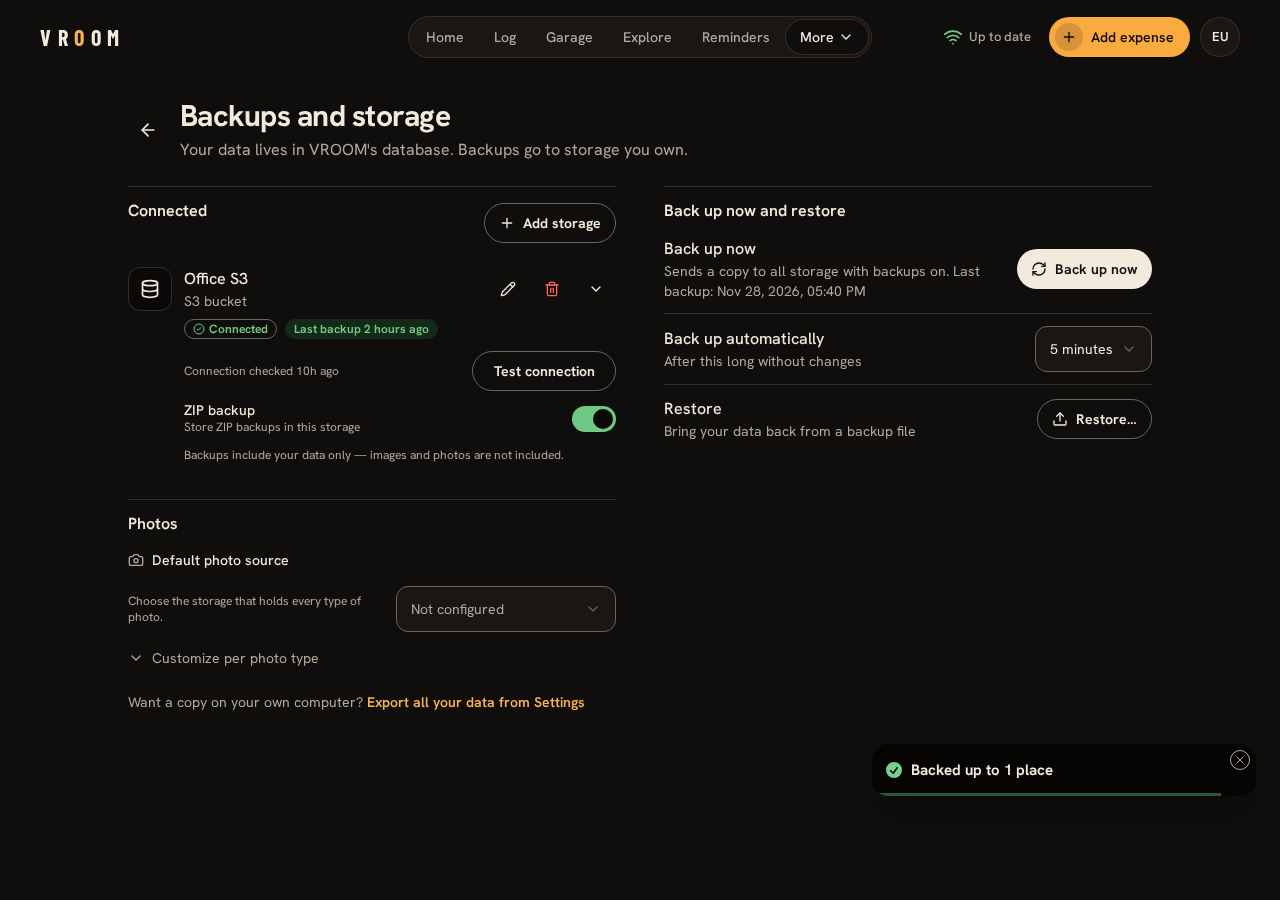 VROOM
Home
Log
Garage
Explore
Reminders
More
Up to date
Add expense
EU
Backups and storage
Your data lives in VROOM's database. Backups go to storage you own.
Connected
Add storage
Office S3
S3 bucket
Connected
Last backup 2 hours ago
Connection checked 10h ago
Test connection
ZIP backup
Store ZIP backups in this storage
Backups include your data only — images and photos are not included.
Photos
Default photo source
Choose the storage that holds every type of
photo.
Not configured
Customize per photo type
Want a copy on your own computer? Export all your data from Settings
Back up now and restore
Back up now
Sends a copy to all storage with backups on. Last
backup: Nov 28, 2026, 05:40 PM
Back up now
Back up automatically
After this long without changes
5 minutes
Restore
Bring your data back from a backup file
Restore...
Backed up to 1 place